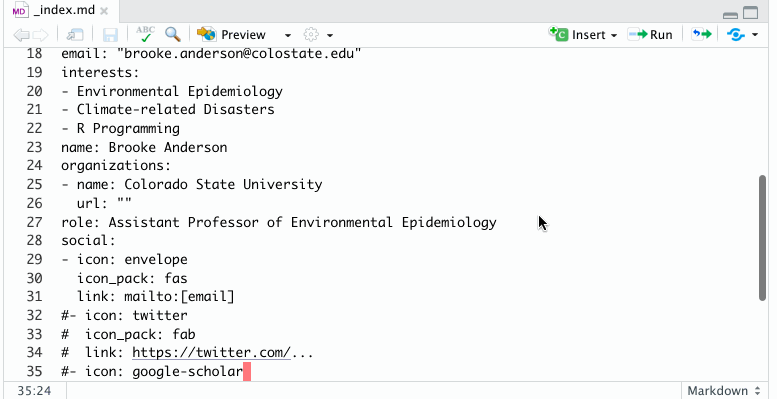 MD _index.md
ABC Preview Insert Run
18 email: "brooke.anderson@colostate.edu"
19 interests:
20 - Environmental Epidemiology
21 - Climate-related Disasters
22 - R Programming
23 name: Brooke Anderson
24 organizations:
25 - name: Colorado State University
26   url: ""
27 role: Assistant Professor of Environmental Epidemiology
28 social:
29 - icon: envelope
30   icon_pack: fas
31   link: mailto:[email]
32 #- icon: twitter
33 #  icon_pack: fab
34 #  link: https://twitter.com/...
35 #- icon: google-scholar
35:24 Markdown